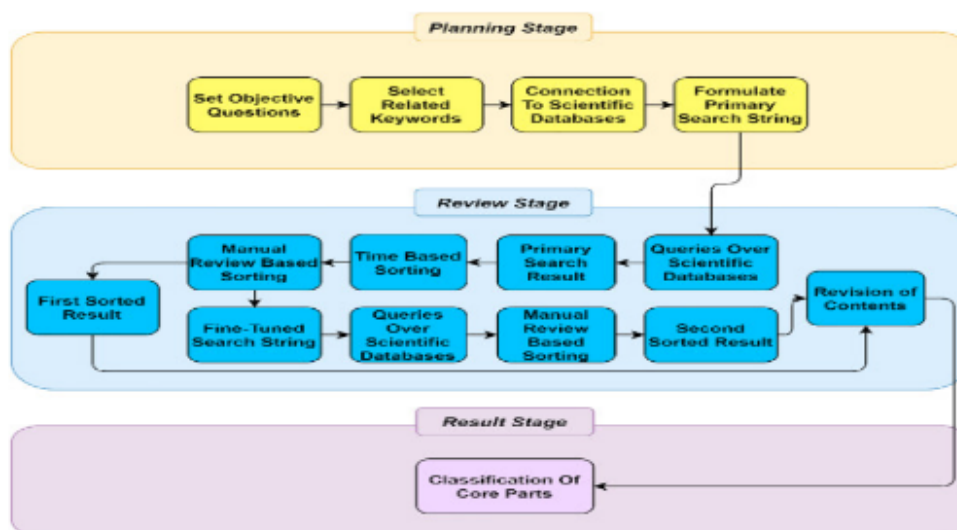 Planning Stage
Set Objective
Questions
Select
Related
Keywords
Connection
To Scientific
Databases
Formulate
Primary
Search String
Review Stage
Manual
Review Based
Sorting
Time Based
Sorting
Primary
Search
Result
Queries Over
Scientific
Databases
First Sorted
Result
Revision of
Contents
Fine-Tuned
Search String
Queries
Over
Scientific
Databases
Manual
Review
Based
Sorting
Second
Sorted Result
Result Stage
Classification Of
Core Parts